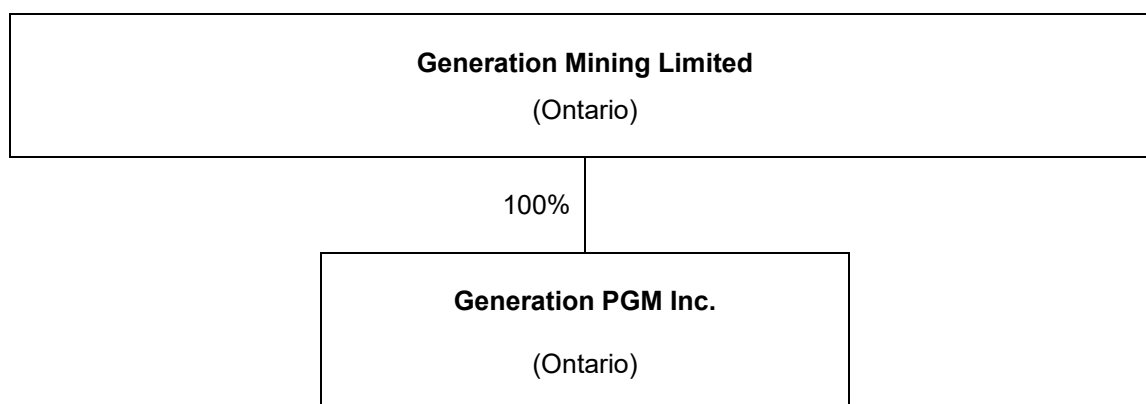 Generation Mining Limited
(Ontario)
100%
Generation PGM Inc.
(Ontario)